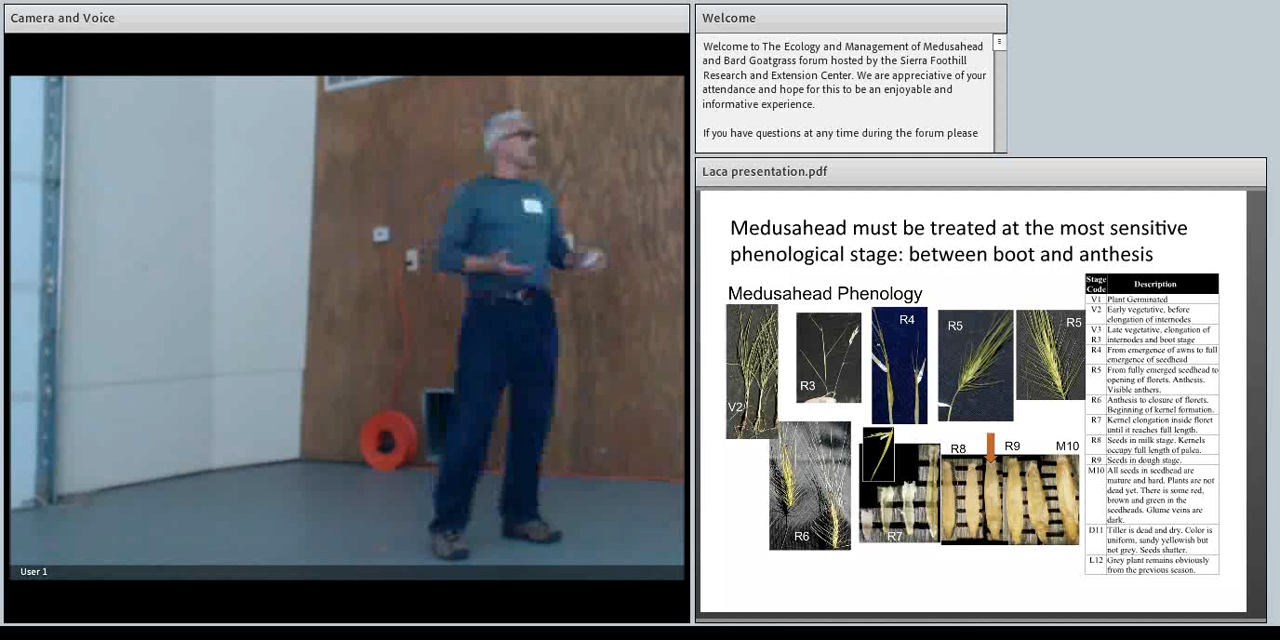 Camera and Voice
User 1
Welcome
Welcome to The Ecology and Management of Medusahead
and Bard Goatgrass forum hosted by the Sierra Foothill
Research and Extension Center. We are appreciative of your
attendance and hope for this to be an enjoyable and
informative experience.
If you have questions at any time during the forum please
Laca presentation.pdf
Medusahead must be treated at the most sensitive
phenological stage: between boot and anthesis
Medusahead Phenology
V2
R3
R4
R5
R5
R6
R7
R8
R9
M10
Stage
Code
Description
V1 Plant Germinated
V2 Early vegetative, before
elongation of internodes
V3 Late vegetative, elongation of
R3 internodes and boot stage
R4 From emergence of awns to full
emergence of seedhead
R5 From fully emerged seedhead to
opening of florets. Anthesis.
Visible anthers.
R6 Anthesis to closure of florets.
Beginning of kernel formation.
R7 Kernel elongation inside floret
until it reaches full length.
R8 Seeds in milk stage. Kernels
occupy full length of palea.
R9 Seeds in dough stage.
M10 All seeds in seedhead are
mature and hard. Plants are not
dead yet. There is some red,
brown and green in the
seedheads. Glume veins are
dark.
D11 Tiller is dead and dry. Color is
uniform, sandy yellowish but
not grey. Seeds shatter.
L12 Grey plant remains obviously
from the previous season.